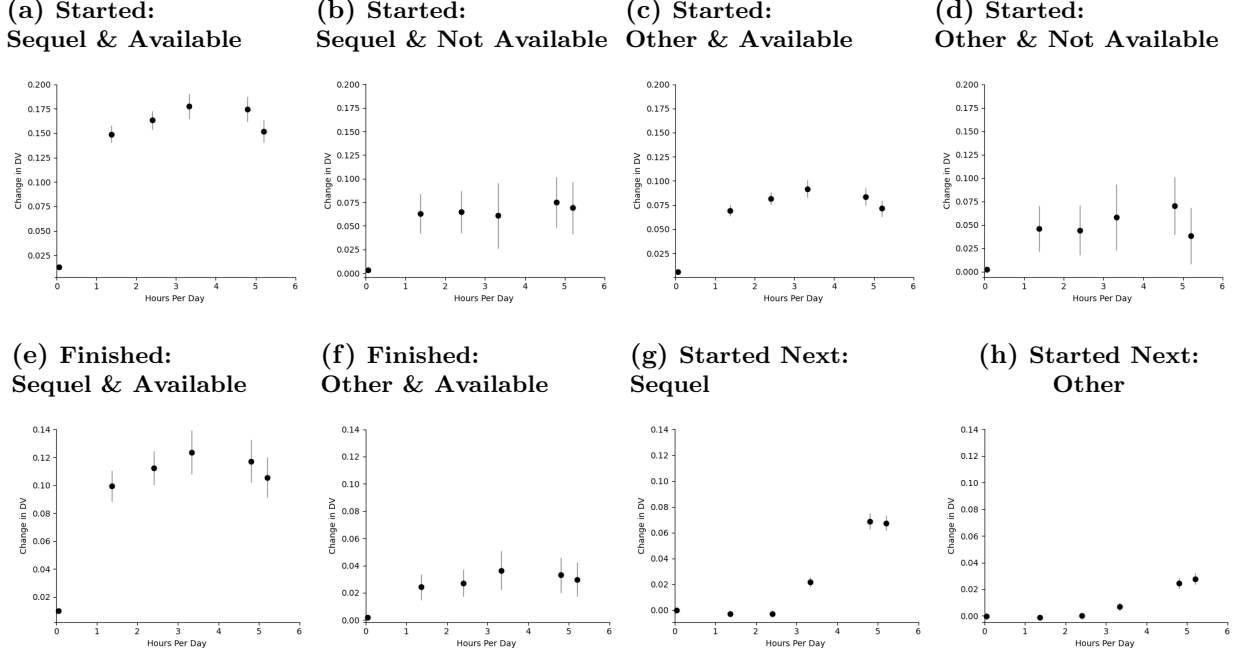 (a) Started:
Sequel & Available
(b) Started:
Sequel & Not Available
(c) Started:
Other & Available
(d) Started:
Other & Not Available
0.200
0.175
0.150
0.125
0.100
0.075
0.050
0.025
Change in DV
0 1 2 3 4 5 6
Hours Per Day
0.200
0.175
0.150
0.125
0.100
0.075
0.050
0.025
0.000
Change in DV
0 1 2 3 4 5 6
Hours Per Day
0.200
0.175
0.150
0.125
0.100
0.075
0.050
0.025
Change in DV
0 1 2 3 4 5 6
Hours Per Day
0.200
0.175
0.150
0.125
0.100
0.075
0.050
0.025
0.000
Change in DV
0 1 2 3 4 5 6
Hours Per Day
(e) Finished:
Sequel & Available
(f) Finished:
Other & Available
(g) Started Next:
Sequel
(h) Started Next:
Other
0.14
0.12
0.10
0.08
0.06
0.04
0.02
Change in DV
0 1 2 3 4 5 6
Hours Per Day
0.14
0.12
0.10
0.08
0.06
0.04
0.02
0.00
Change in DV
0 1 2 3 4 5 6
Hours Per Day
0.14
0.12
0.10
0.08
0.06
0.04
0.02
0.00
Change in DV
0 1 2 3 4 5 6
Hours Per Day
0.14
0.12
0.10
0.08
0.06
0.04
0.02
0.00
Change in DV
0 1 2 3 4 5 6
Hours Per Day